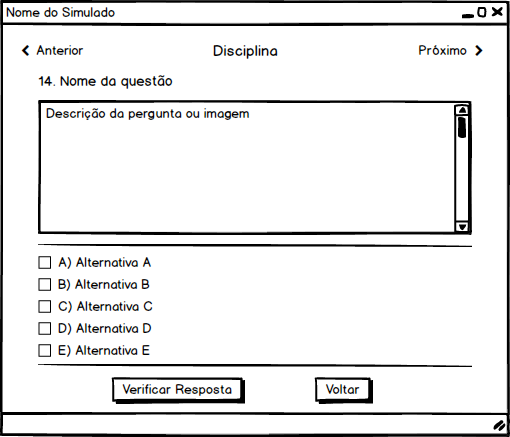 Nome do Simulado
Anterior Disciplina Próximo
14. Nome da questão
Descrição da pergunta ou imagem
A) Alternativa A
B) Alternativa B
C) Alternativa C
D) Alternativa D
E) Alternativa E
Verificar Resposta Voltar